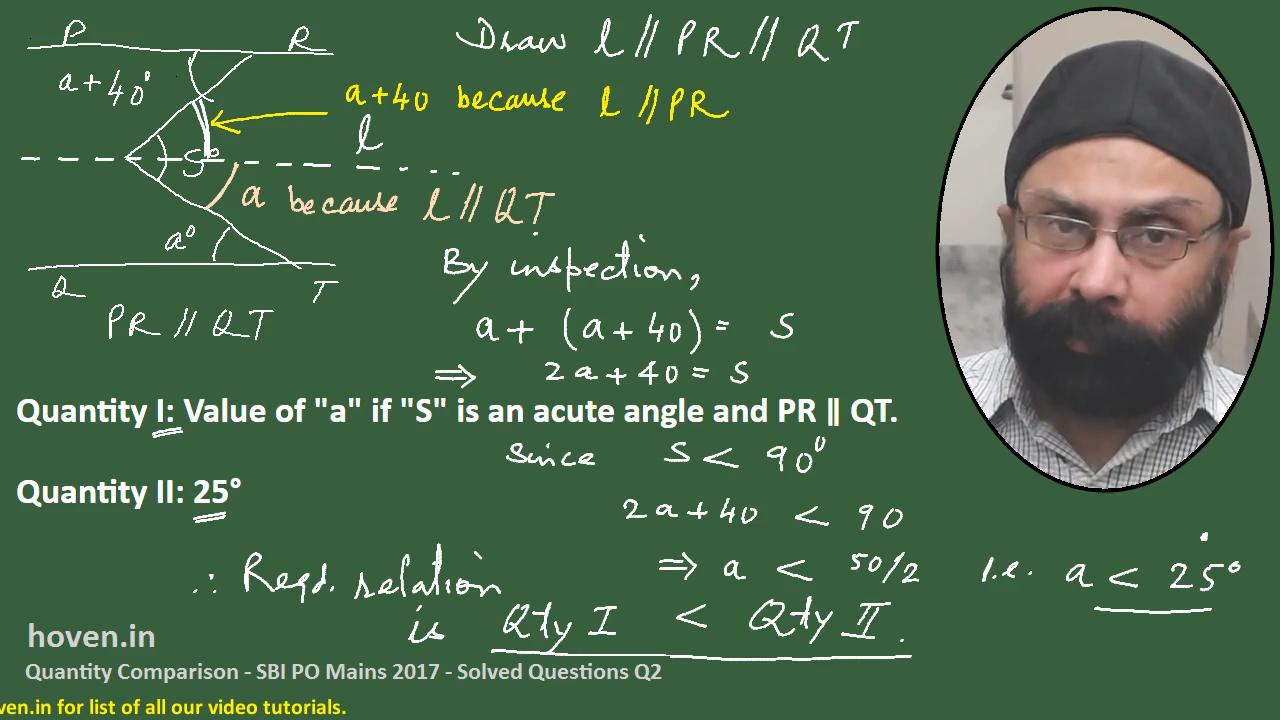 P R
a + 40°
Draw l // PR // QT
a + 40 because l // PR
l
S°
a because l // QT
a°
Q T
PR // QT
By inspection,
a + (a + 40) = S
⇒ 2a + 40 = S
Quantity I: Value of "a" if "S" is an acute angle and PR ∥ QT.
since S < 90°
Quantity II: 25°
2a + 40 < 90
⇒ a < 50/2 i.e. a < 25°
∴ Reqd. relation
is Qty I < Qty II.
hoven.in
Quantity Comparison - SBI PO Mains 2017 - Solved Questions Q2
ven.in for list of all our video tutorials.